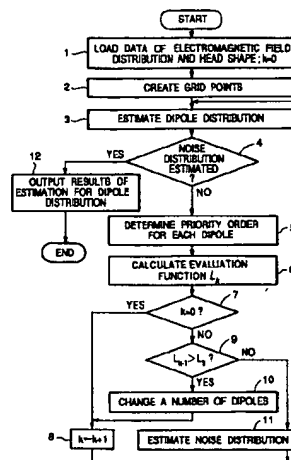 START
1
LOAD DATA OF ELECTROMAGNETIC FIELD
DISTRIBUTION AND HEAD SHAPE; k=0
2
CREATE GRID POINTS
3
ESTIMATE DIPOLE DISTRIBUTION
4
NOISE
DISTRIBUTION
ESTIMATED
?
YES
NO
12
OUTPUT RESULTS OF
ESTIMATION FOR DIPOLE
DISTRIBUTION
END
DETERMINE PRIORITY ORDER
FOR EACH DIPOLE
5
CALCULATE EVALUATION
FUNCTION Lk
6
7
k=0 ?
YES
NO
9
YES
NO
10
CHANGE A NUMBER OF DIPOLES
11
8
k←k+1
ESTIMATE NOISE DISTRIBUTION